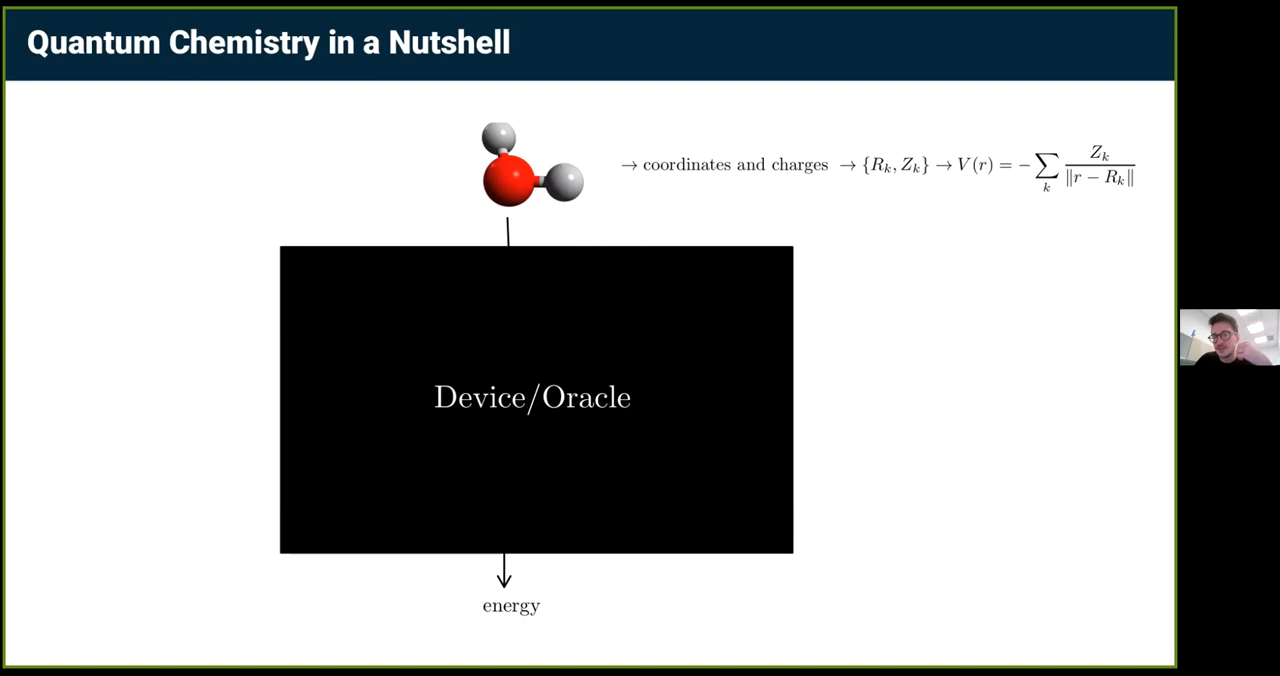 Quantum Chemistry in a Nutshell
→ coordinates and charges → {R_k, Z_k} → V(r) = − ∑_k Z_k / ‖r − R_k‖
Device/Oracle
energy